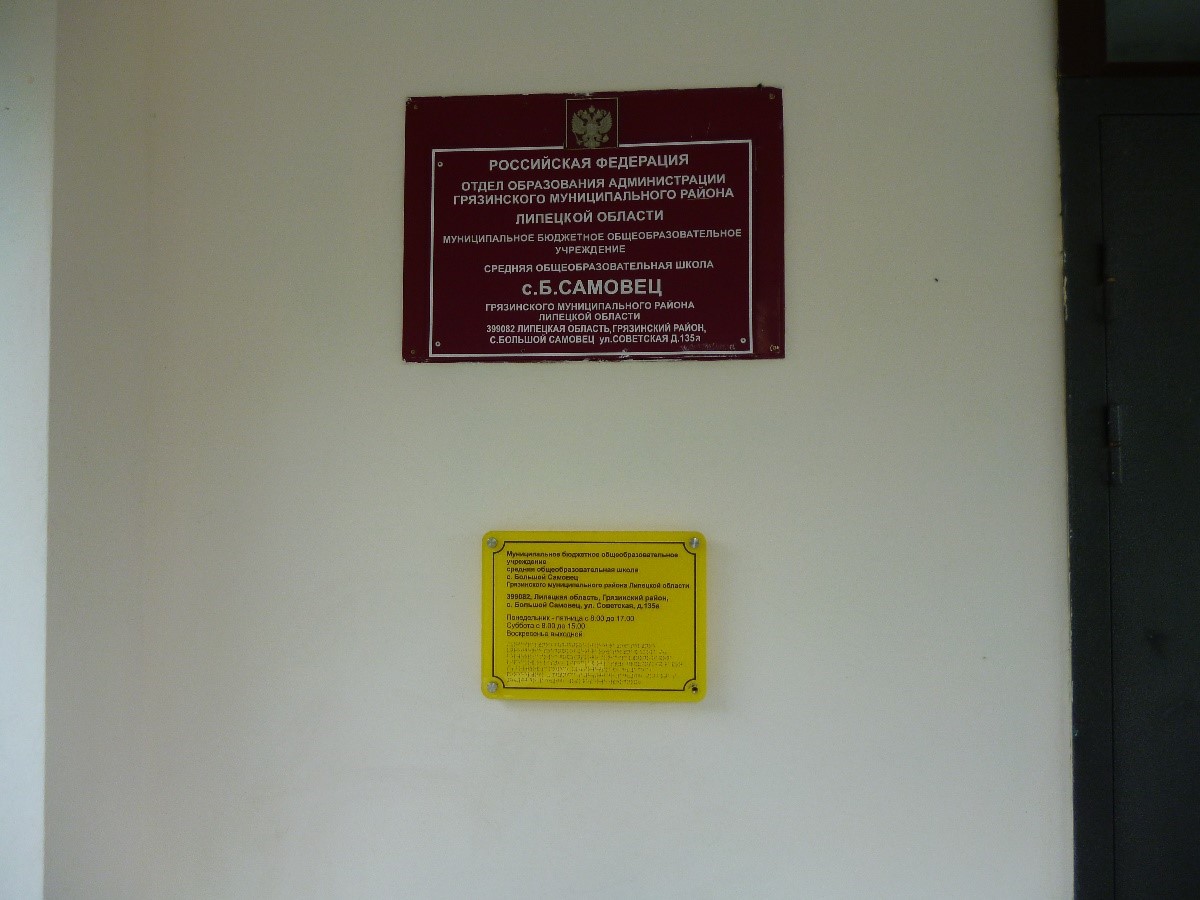 РОССИЙСКАЯ ФЕДЕРАЦИЯ
ОТДЕЛ ОБРАЗОВАНИЯ АДМИНИСТРАЦИИ
ГРЯЗИНСКОГО МУНИЦИПАЛЬНОГО РАЙОНА
ЛИПЕЦКОЙ ОБЛАСТИ
МУНИЦИПАЛЬНОЕ БЮДЖЕТНОЕ ОБЩЕОБРАЗОВАТЕЛЬНОЕ
УЧРЕЖДЕНИЕ
СРЕДНЯЯ ОБЩЕОБРАЗОВАТЕЛЬНАЯ ШКОЛА
с.Б.САМОВЕЦ
ГРЯЗИНСКОГО МУНИЦИПАЛЬНОГО РАЙОНА
ЛИПЕЦКОЙ ОБЛАСТИ
399082 ЛИПЕЦКАЯ ОБЛАСТЬ,ГРЯЗИНСКИЙ РАЙОН,
С.БОЛЬШОЙ САМОВЕЦ ул.СОВЕТСКАЯ Д.135а
Муниципальное бюджетное общеобразовательное
учреждение
средняя общеобразовательная школа
с. Большой Самовец
Грязинского муниципального района Липецкой области
399082, Липецкая область, Грязинский район,
с. Большой Самовец, ул. Советская, д.135а
Понедельник - пятница с 8:00 до 17:00
Суббота с 8:00 до 15:00
Воскресенье выходной